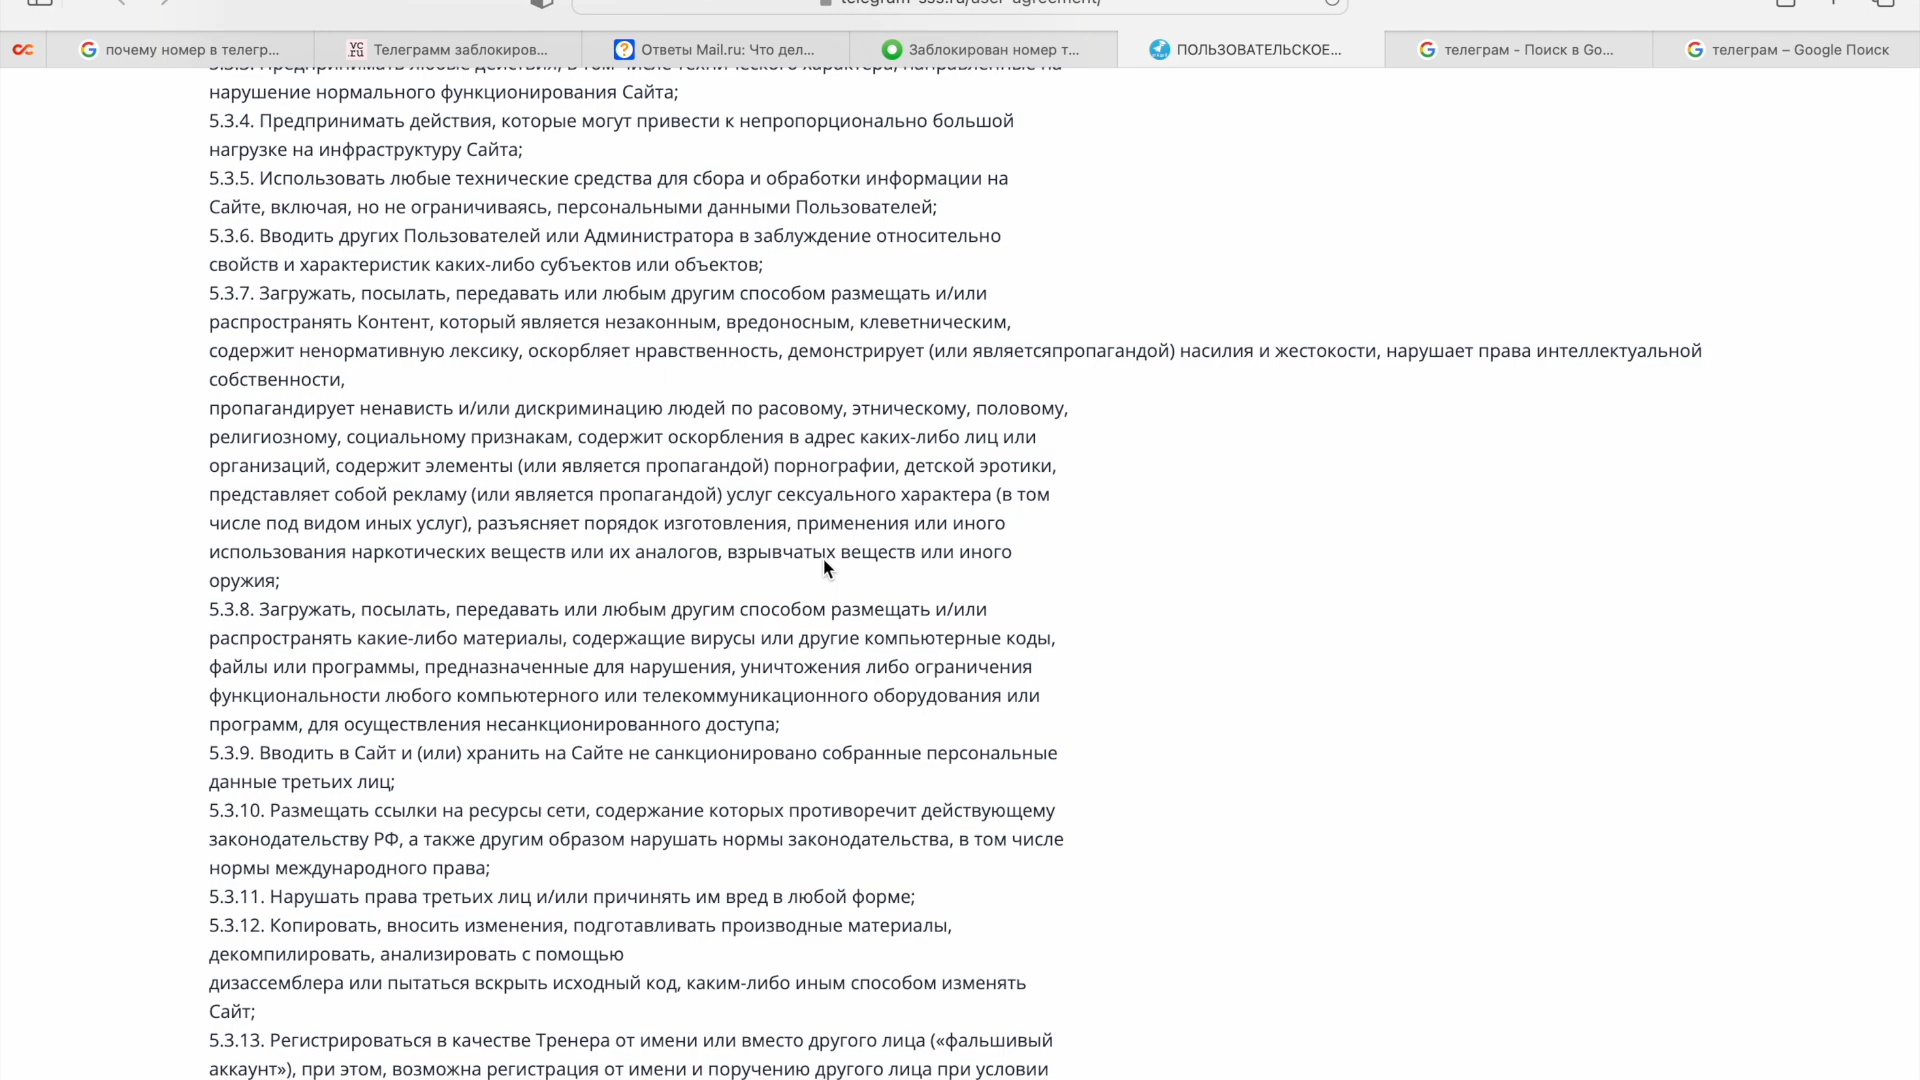 telegram-sss.ru/user-agreement/
почему номер в телегр...
Телеграмм заблокиров...
Ответы Mail.ru: Что дел...
Заблокирован номер т...
ПОЛЬЗОВАТЕЛЬСКОЕ...
телеграм - Поиск в Go...
телеграм – Google Поиск
5.3.3. Предпринимать любые действия, в том числе технического характера, направленные на
нарушение нормального функционирования Сайта;
5.3.4. Предпринимать действия, которые могут привести к непропорционально большой
нагрузке на инфраструктуру Сайта;
5.3.5. Использовать любые технические средства для сбора и обработки информации на
Сайте, включая, но не ограничиваясь, персональными данными Пользователей;
5.3.6. Вводить других Пользователей или Администратора в заблуждение относительно
свойств и характеристик каких-либо субъектов или объектов;
5.3.7. Загружать, посылать, передавать или любым другим способом размещать и/или
распространять Контент, который является незаконным, вредоносным, клеветническим,
содержит ненормативную лексику, оскорбляет нравственность, демонстрирует (или являетсяпропагандой) насилия и жестокости, нарушает права интеллектуальной
собственности,
пропагандирует ненависть и/или дискриминацию людей по расовому, этническому, половому,
религиозному, социальному признакам, содержит оскорбления в адрес каких-либо лиц или
организаций, содержит элементы (или является пропагандой) порнографии, детской эротики,
представляет собой рекламу (или является пропагандой) услуг сексуального характера (в том
числе под видом иных услуг), разъясняет порядок изготовления, применения или иного
использования наркотических веществ или их аналогов, взрывчатых веществ или иного
оружия;
5.3.8. Загружать, посылать, передавать или любым другим способом размещать и/или
распространять какие-либо материалы, содержащие вирусы или другие компьютерные коды,
файлы или программы, предназначенные для нарушения, уничтожения либо ограничения
функциональности любого компьютерного или телекоммуникационного оборудования или
программ, для осуществления несанкционированного доступа;
5.3.9. Вводить в Сайт и (или) хранить на Сайте не санкционировано собранные персональные
данные третьих лиц;
5.3.10. Размещать ссылки на ресурсы сети, содержание которых противоречит действующему
законодательству РФ, а также другим образом нарушать нормы законодательства, в том числе
нормы международного права;
5.3.11. Нарушать права третьих лиц и/или причинять им вред в любой форме;
5.3.12. Копировать, вносить изменения, подготавливать производные материалы,
декомпилировать, анализировать с помощью
дизассемблера или пытаться вскрыть исходный код, каким-либо иным способом изменять
Сайт;
5.3.13. Регистрироваться в качестве Тренера от имени или вместо другого лица («фальшивый
аккаунт»), при этом, возможна регистрация от имени и поручению другого лица при условии